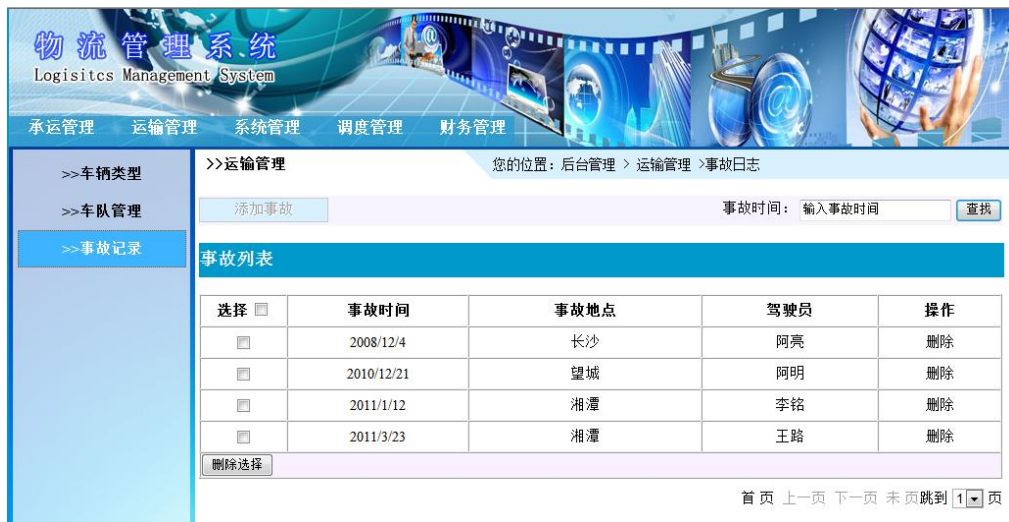 物 流 管 理 系 统
Logisitcs Management System
承运管理 运输管理 系统管理 调度管理 财务管理
>>车辆类型
>>车队管理
>>事故记录
>>运输管理 您的位置：后台管理 > 运输管理 >事故日志
添加事故 事故时间： 输入事故时间 查找
事故列表
选择 事故时间 事故地点 驾驶员 操作
2008/12/4 长沙 阿亮 删除
2010/12/21 望城 阿明 删除
2011/1/12 湘潭 李铭 删除
2011/3/23 湘潭 王路 删除
删除选择
首 页 上一页 下一页 未 页跳到 1 页